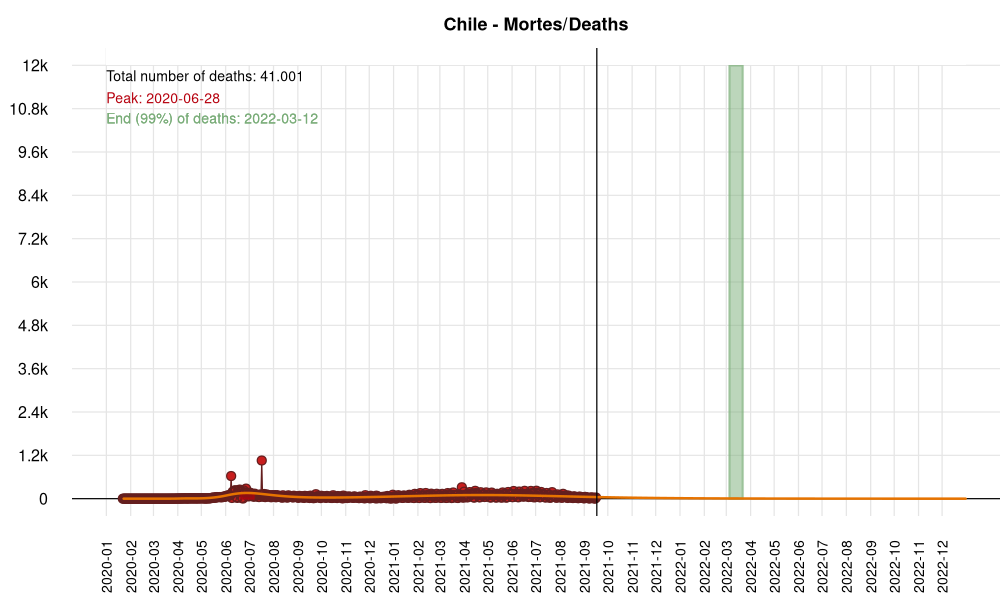 Chile - Mortes/Deaths
Total number of deaths: 41.001
Peak: 2020-06-28
End (99%) of deaths: 2022-03-12
12k
10.8k
9.6k
8.4k
7.2k
6k
4.8k
3.6k
2.4k
1.2k
0
2020-01
2020-02
2020-03
2020-04
2020-05
2020-06
2020-07
2020-08
2020-09
2020-10
2020-11
2020-12
2021-01
2021-02
2021-03
2021-04
2021-05
2021-06
2021-07
2021-08
2021-09
2021-10
2021-11
2021-12
2022-01
2022-02
2022-03
2022-04
2022-05
2022-06
2022-07
2022-08
2022-09
2022-10
2022-11
2022-12